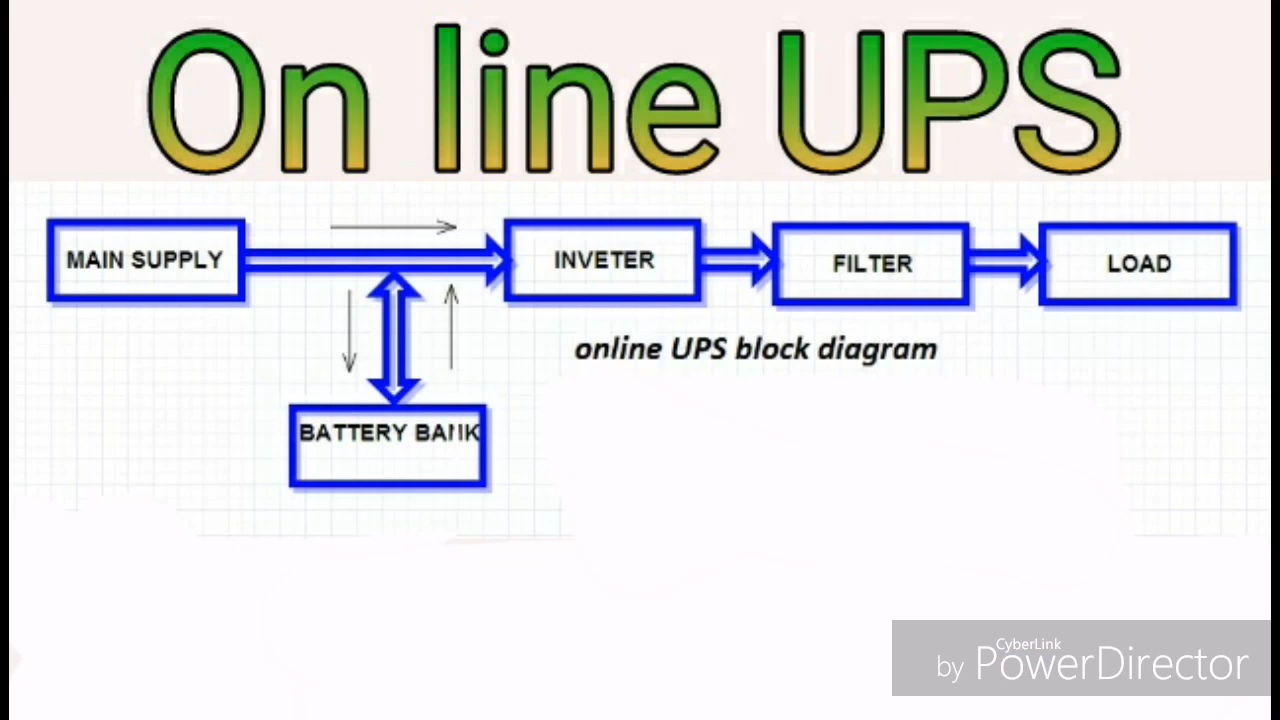 On line UPS
MAIN SUPPLY
INVETER
FILTER
LOAD
online UPS block diagram
BATTERY BANK
CyberLink
by PowerDirector